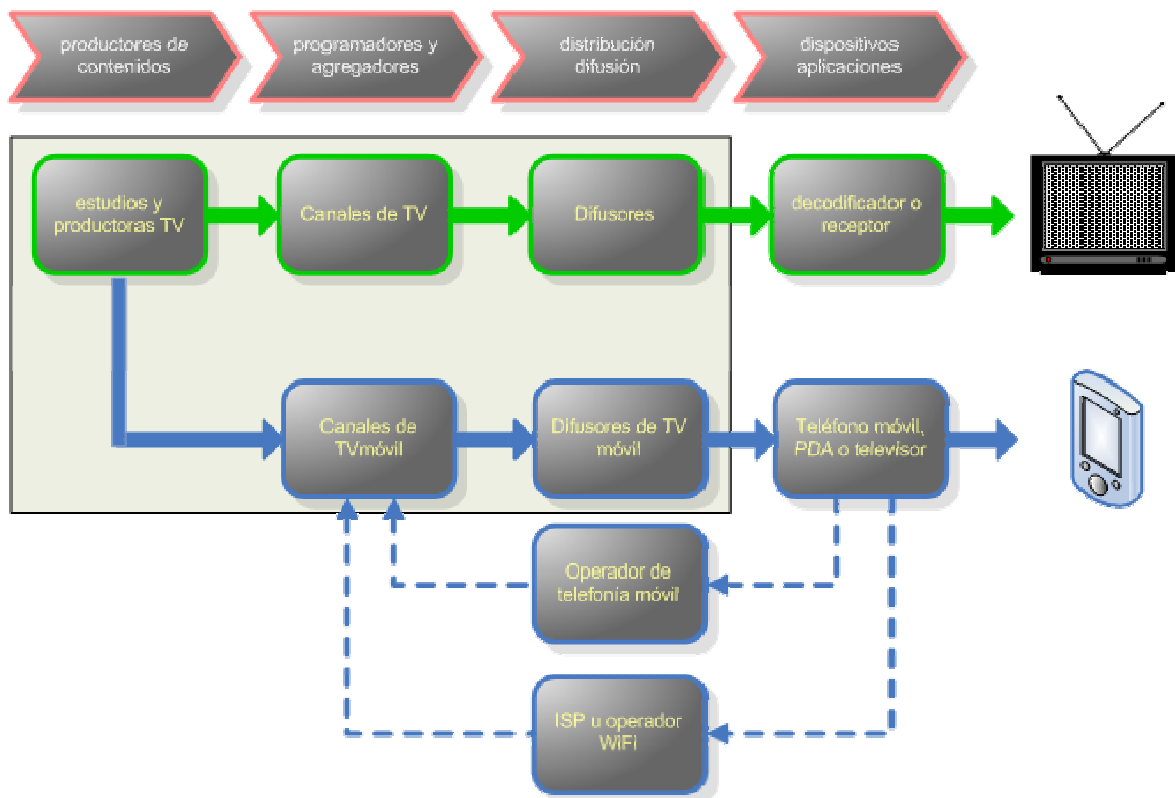 productores de
contenidos
programadores y
agregadores
distribución
difusión
dispositivos
aplicaciones
estudios y
productoras TV
Canales de TV
Difusores
decodificador o
receptor
Canales de
TVmóvil
Difusores de TV
móvil
Teléfono móvil,
PDA o televisor
Operador de
telefonía móvil
ISP u operador
WiFi